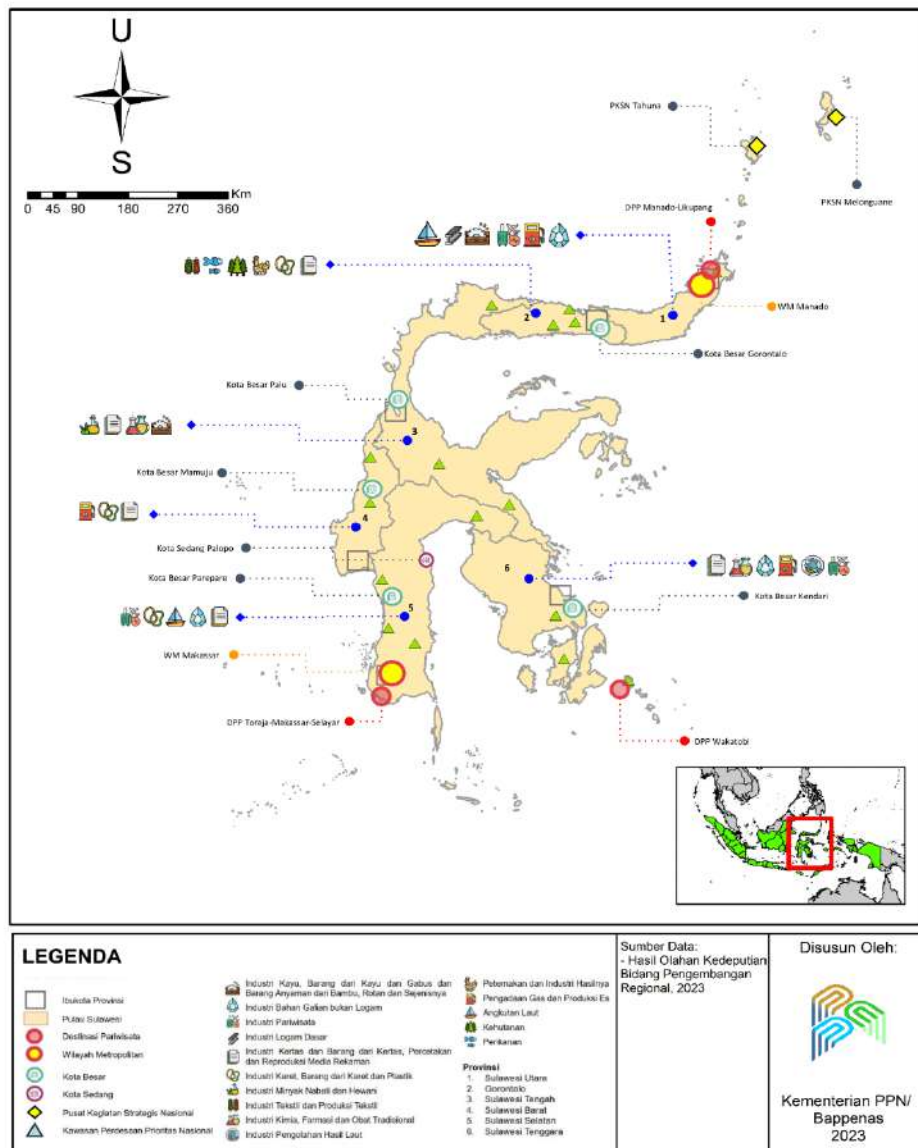 U
S
Km
0 45 90 180 270 360
PKSN Tahuna
PKSN Melonguane
DPP Manado-Likupang
WM Manado
2
1
Kota Besar Gorontalo
Kota Besar Palu
3
Kota Besar Mamuju
4
Kota Sedang Palopo
6
Kota Besar Parepare
Kota Besar Kendari
5
WM Makassar
DPP Toraja-Makassar-Selayar
DPP Wakatobi
LEGENDA
Ibukota Provinsi
Pulau Sulawesi
Destinasi Pariwisata
Wilayah Metropolitan
Kota Besar
Kota Sedang
Pusat Kegiatan Strategis Nasional
Kawasan Perdesaan Prioritas Nasional
Industri Kayu, Barang dari Kayu dan Gabus dan
Barang Anyaman dari Bambu, Rotan dan Sejenisnya
Industri Bahan Galian bukan Logam
Industri Pariwisata
Industri Logam Dasar
Industri Kertas dan Barang dari Kertas, Percetakan
dan Reproduksi Media Rekaman
Industri Karet, Barang dari Karet dan Plastik
Industri Minyak Nabati dan Hewani
Industri Tekstil dan Produksi Tekstil
Industri Kimia, Farmasi dan Obat Tradisional
Industri Pengolahan Hasil Laut
Peternakan dan Industri Hasilnya
Pengadaan Gas dan Produksi Es
Angkutan Laut
Kehutanan
Perikanan
Provinsi
1. Sulawesi Utara
2. Gorontalo
3. Sulawesi Tengah
4. Sulawesi Barat
5. Sulawesi Selatan
6. Sulawesi Tenggara
Sumber Data:
- Hasil Olahan Kedeputian
Bidang Pengembangan
Regional, 2023
Disusun Oleh:
Kementerian PPN/
Bappenas
2023